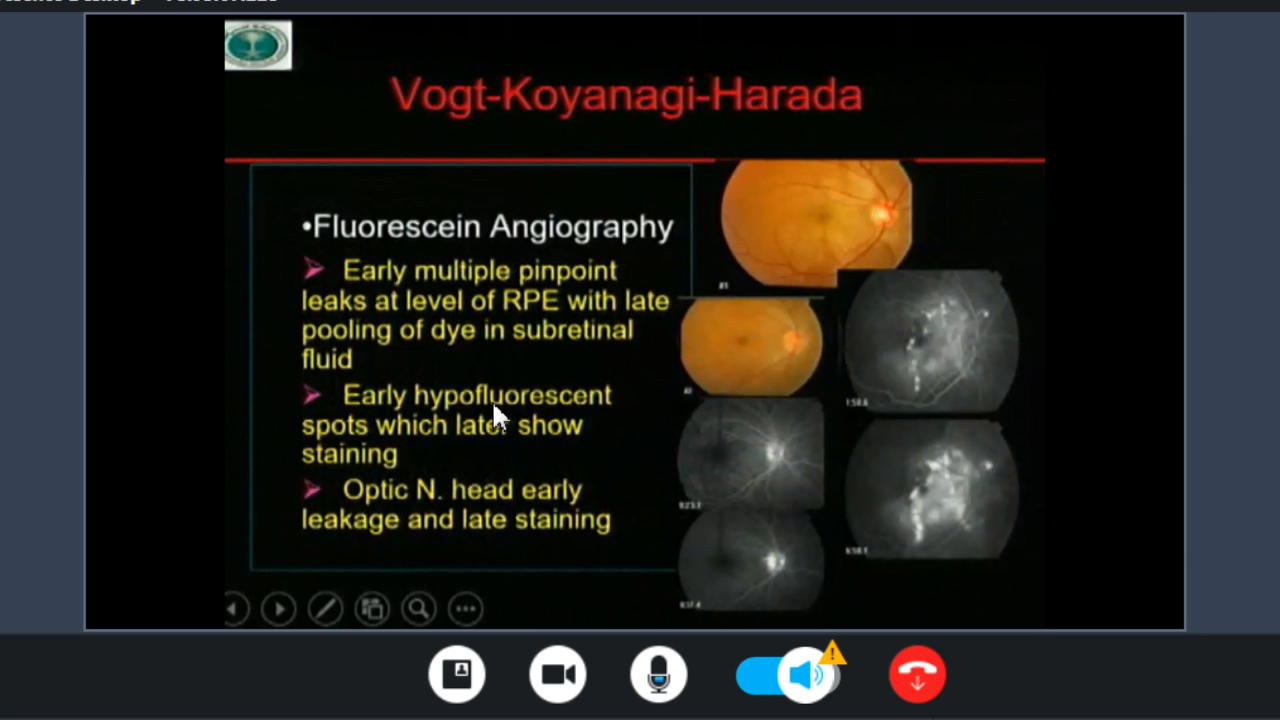 Vogt-Koyanagi-Harada
•Fluorescein Angiography
➢ Early multiple pinpoint
leaks at level of RPE with late
pooling of dye in subretinal
fluid
➢ Early hypofluorescent
spots which later show
staining
➢ Optic N. head early
leakage and late staining